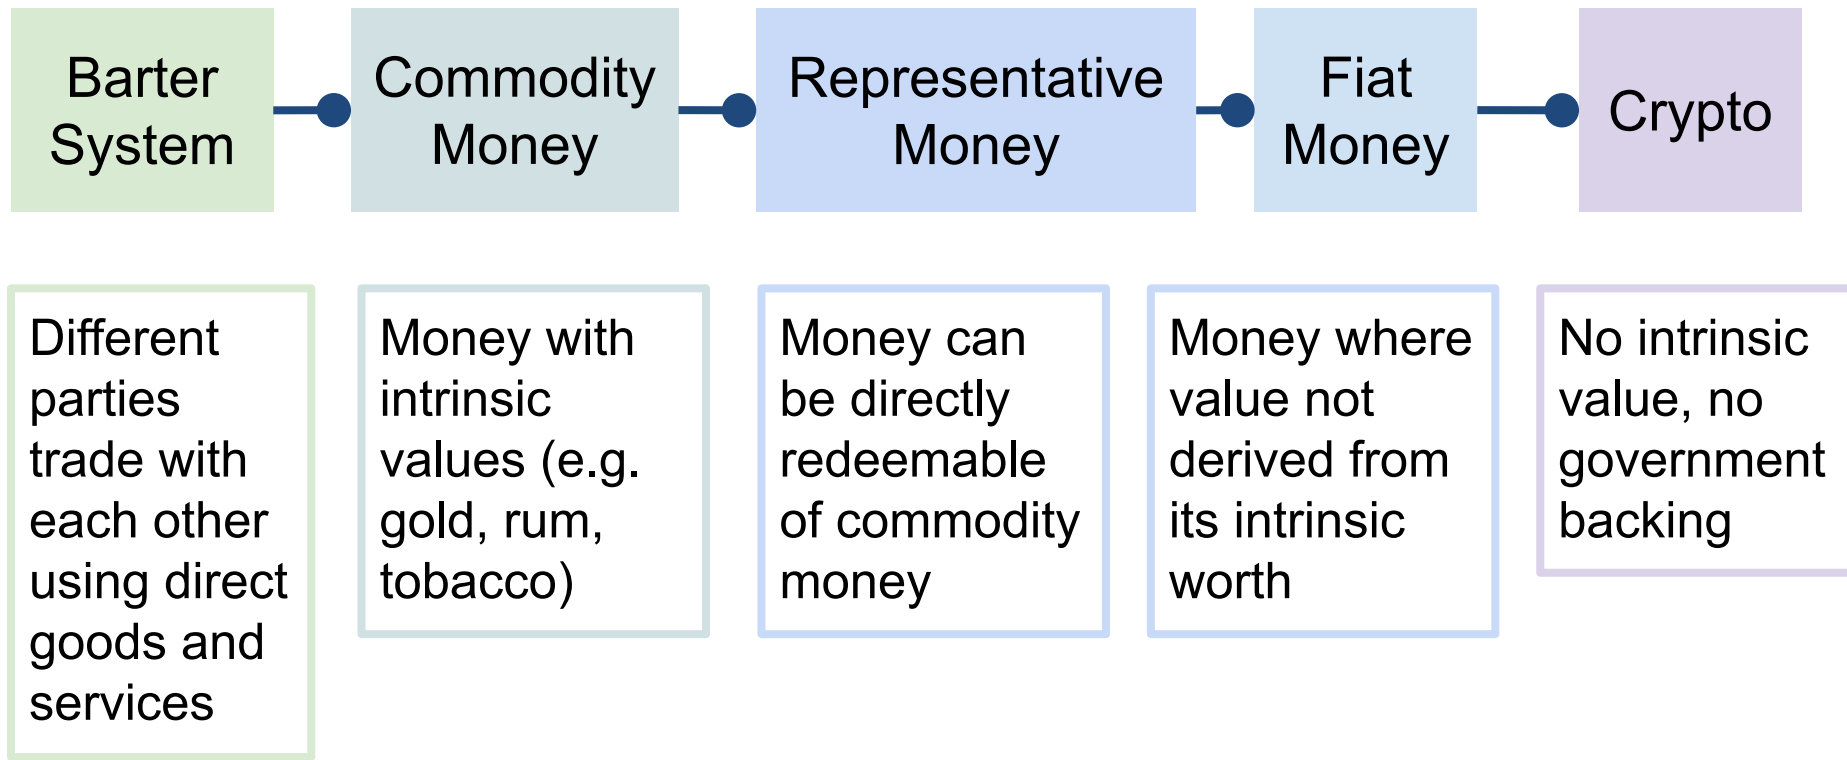 Barter
System
Commodity
Money
Representative
Money
Fiat
Money
Crypto
Different
parties
trade with
each other
using direct
goods and
services
Money with
intrinsic
values (e.g.
gold, rum,
tobacco)
Money can
be directly
redeemable
of commodity
money
Money where
value not
derived from
its intrinsic
worth
No intrinsic
value, no
government
backing